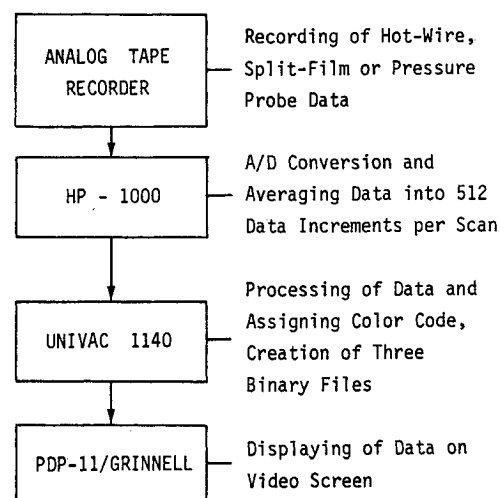 ANALOG TAPE
RECORDER
Recording of Hot-Wire,
Split-Film or Pressure
Probe Data
HP - 1000
A/D Conversion and
Averaging Data into 512
Data Increments per Scan
UNIVAC 1140
Processing of Data and
Assigning Color Code,
Creation of Three
Binary Files
PDP-11/GRINNELL
Displaying of Data on
Video Screen